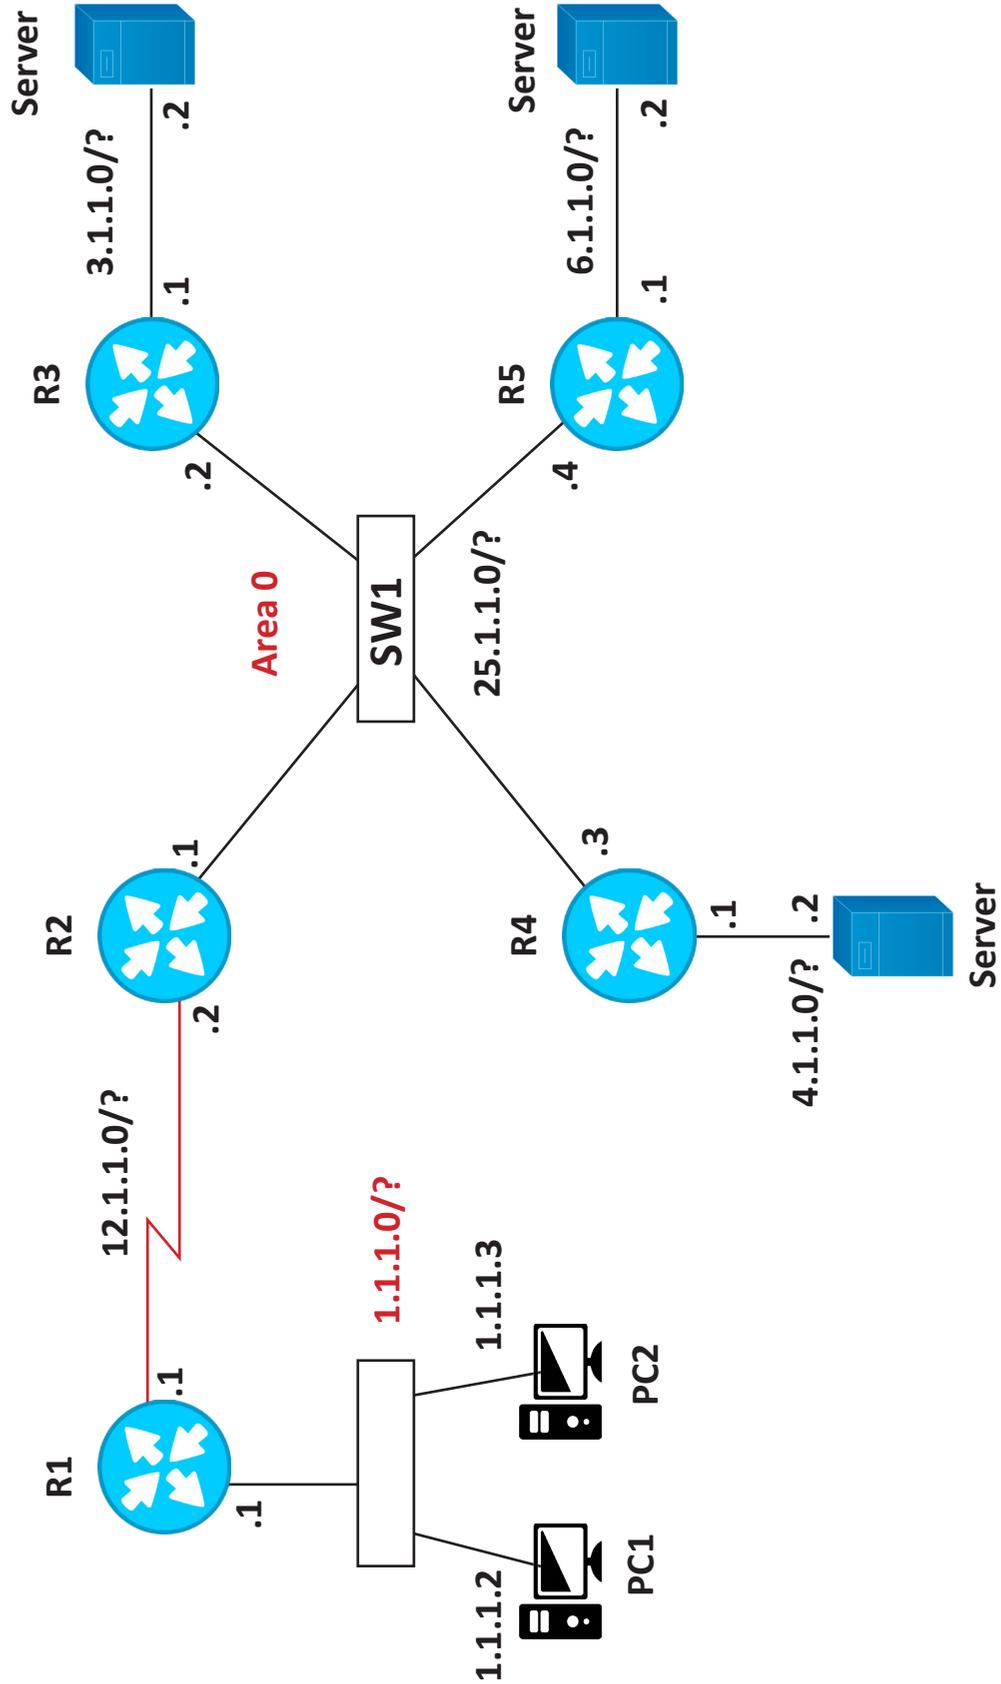 R1
.1
.1
12.1.1.0/?
.2
R2
.1
Area 0
R3
.2
.1
3.1.1.0/?
.2
Server
1.1.1.0/?
1.1.1.2
PC1
1.1.1.3
PC2
SW1
25.1.1.0/?
R4
.3
.1
4.1.1.0/?
.2
Server
R5
.4
.1
6.1.1.0/?
.2
Server